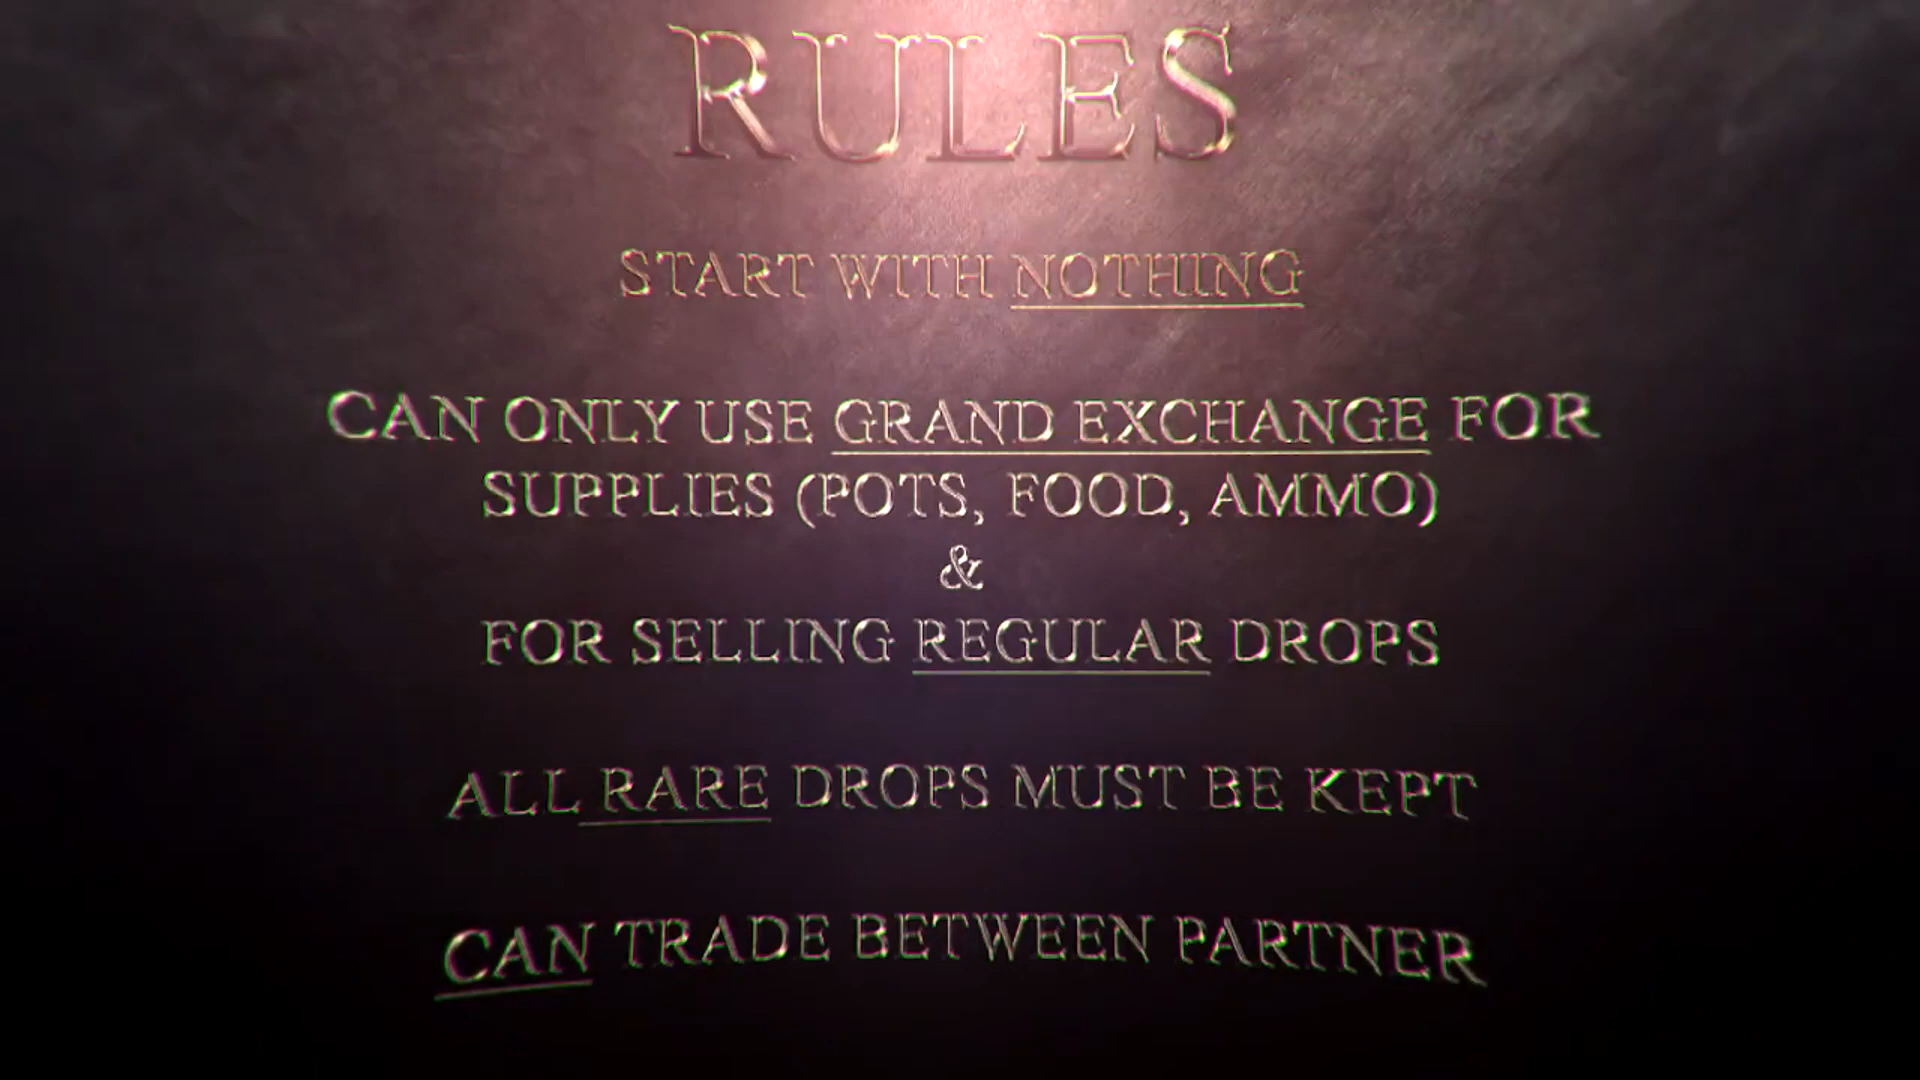 RULES
START WITH NOTHING
CAN ONLY USE GRAND EXCHANGE FOR
SUPPLIES (POTS, FOOD, AMMO)
&
FOR SELLING REGULAR DROPS
ALL RARE DROPS MUST BE KEPT
CAN TRADE BETWEEN PARTNER